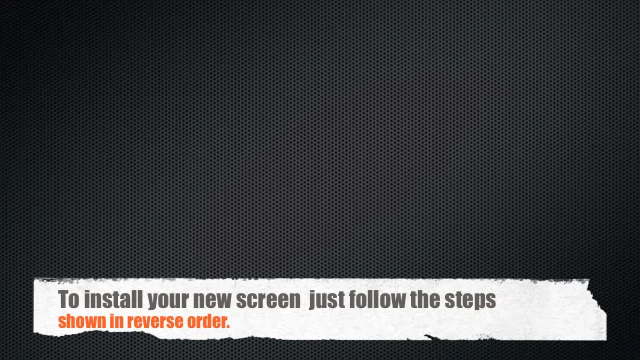 To install your new screen  just follow the steps
shown in reverse order.